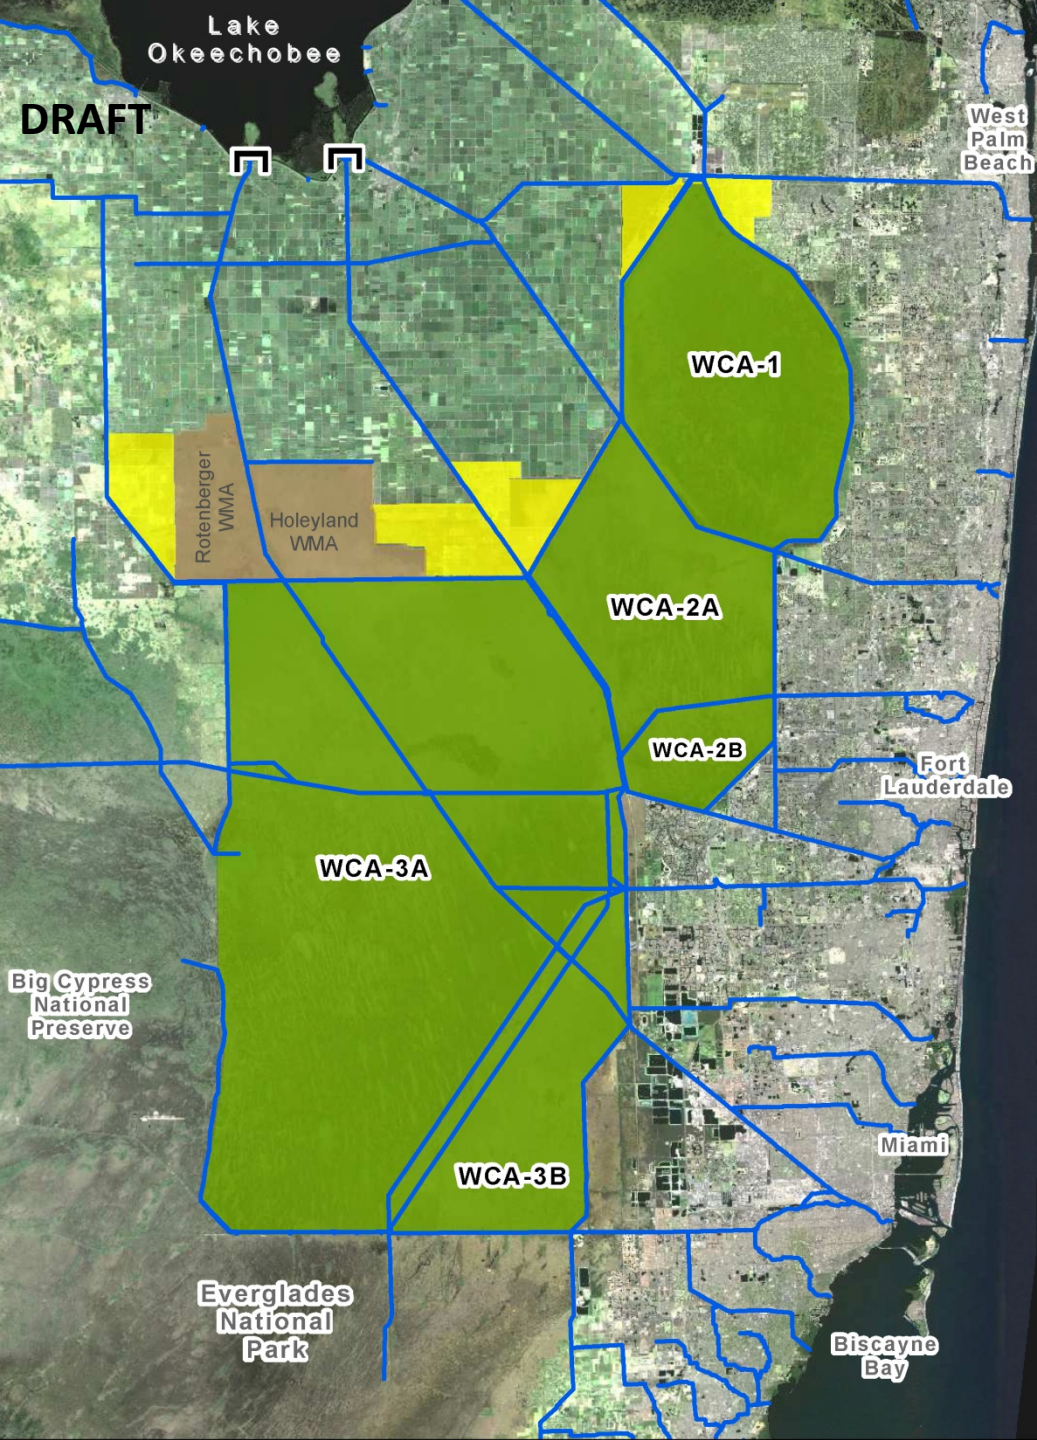 Lake
Okeechobee
DRAFT
West
Palm
Beach
WCA-1
Rotenberger
WMA
Holeyland
WMA
WCA-2A
WCA-2B
Fort
Lauderdale
WCA-3A
Big Cypress
National
Preserve
Miami
WCA-3B
Everglades
National
Park
Biscayne
Bay